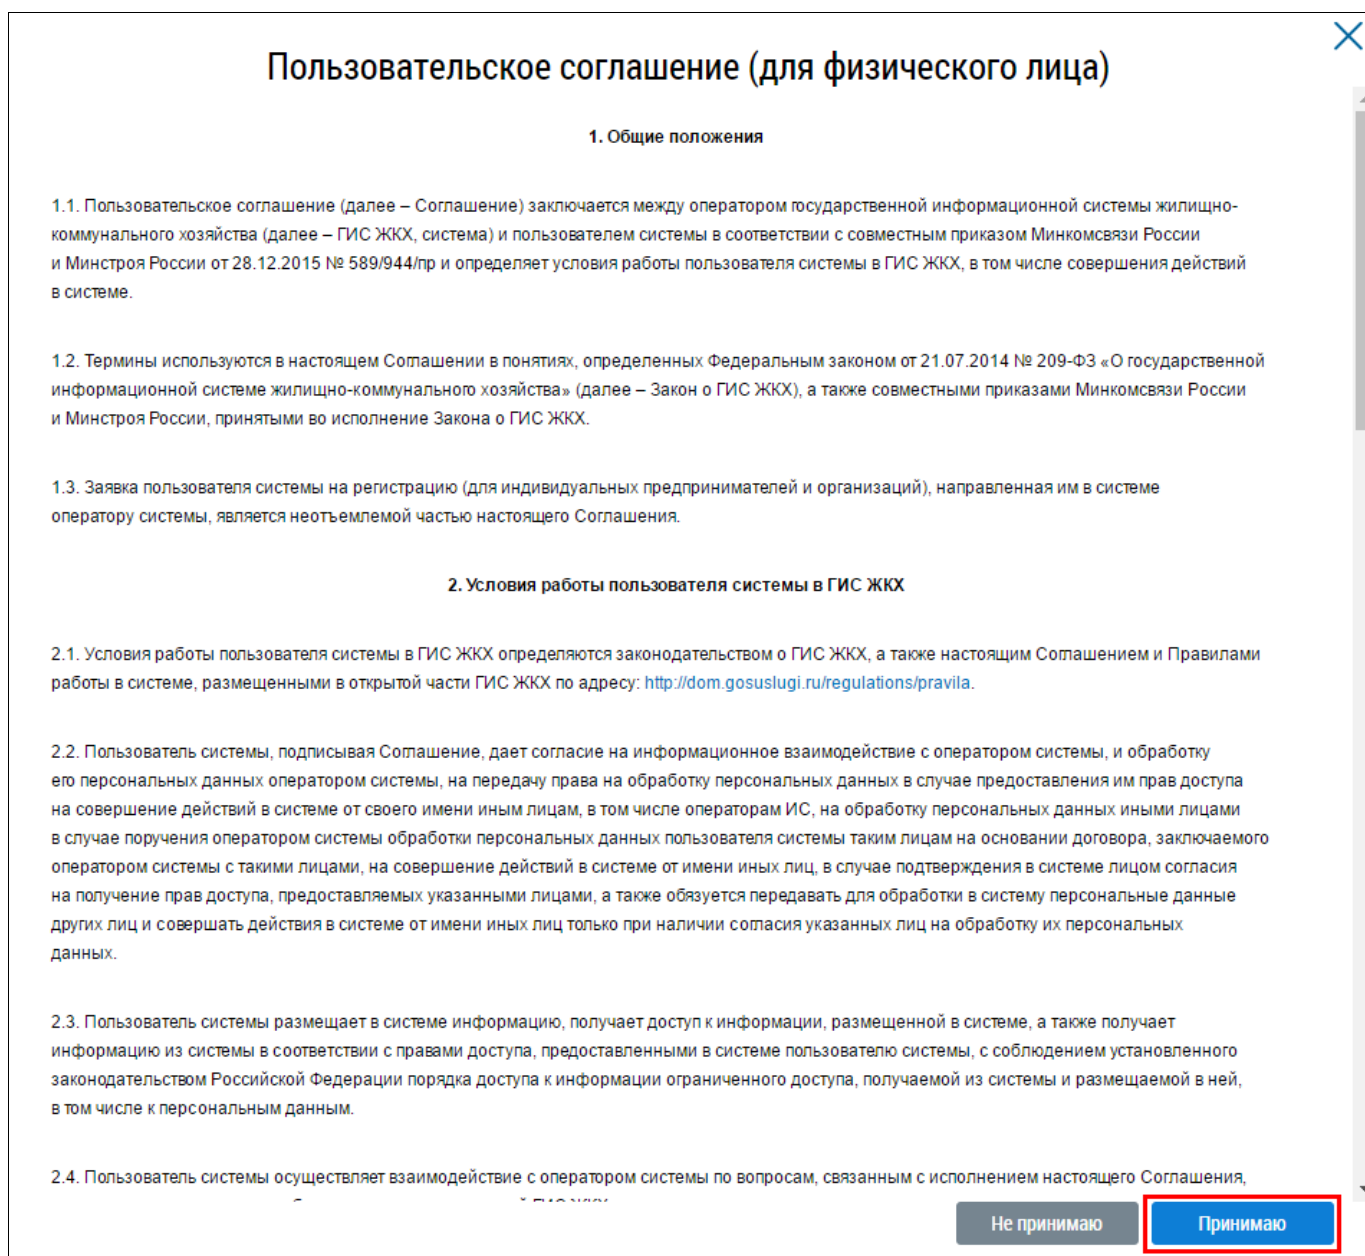 Пользовательское соглашение (для физического лица)
1. Общие положения
1.1. Пользовательское соглашение (далее – Соглашение) заключается между оператором государственной информационной системы жилищно-
коммунального хозяйства (далее – ГИС ЖКХ, система) и пользователем системы в соответствии с совместным приказом Минкомсвязи России
и Минстроя России от 28.12.2015 № 589/944/пр и определяет условия работы пользователя системы в ГИС ЖКХ, в том числе совершения действий
в системе.
1.2. Термины используются в настоящем Соглашении в понятиях, определенных Федеральным законом от 21.07.2014 № 209-ФЗ «О государственной
информационной системе жилищно-коммунального хозяйства» (далее – Закон о ГИС ЖКХ), а также совместными приказами Минкомсвязи России
и Минстроя России, принятыми во исполнение Закона о ГИС ЖКХ.
1.3. Заявка пользователя системы на регистрацию (для индивидуальных предпринимателей и организаций), направленная им в системе
оператору системы, является неотъемлемой частью настоящего Соглашения.
2. Условия работы пользователя системы в ГИС ЖКХ
2.1. Условия работы пользователя системы в ГИС ЖКХ определяются законодательством о ГИС ЖКХ, а также настоящим Соглашением и Правилами
работы в системе, размещенными в открытой части ГИС ЖКХ по адресу: http://dom.gosuslugi.ru/regulations/pravila.
2.2. Пользователь системы, подписывая Соглашение, дает согласие на информационное взаимодействие с оператором системы, и обработку
его персональных данных оператором системы, на передачу права на обработку персональных данных в случае предоставления им прав доступа
на совершение действий в системе от своего имени иным лицам, в том числе операторам ИС, на обработку персональных данных иными лицами
в случае поручения оператором системы обработки персональных данных пользователя системы таким лицам на основании договора, заключаемого
оператором системы с такими лицами, на совершение действий в системе от имени иных лиц, в случае подтверждения в системе лицом согласия
на получение прав доступа, предоставляемых указанными лицами, а также обязуется передавать для обработки в систему персональные данные
других лиц и совершать действия в системе от имени иных лиц только при наличии согласия указанных лиц на обработку их персональных
данных.
2.3. Пользователь системы размещает в системе информацию, получает доступ к информации, размещенной в системе, а также получает
информацию из системы в соответствии с правами доступа, предоставленными в системе пользователю системы, с соблюдением установленного
законодательством Российской Федерации порядка доступа к информации ограниченного доступа, получаемой из системы и размещаемой в ней,
в том числе к персональным данным.
2.4. Пользователь системы осуществляет взаимодействие с оператором системы по вопросам, связанным с исполнением настоящего Соглашения,
Не принимаю
Принимаю